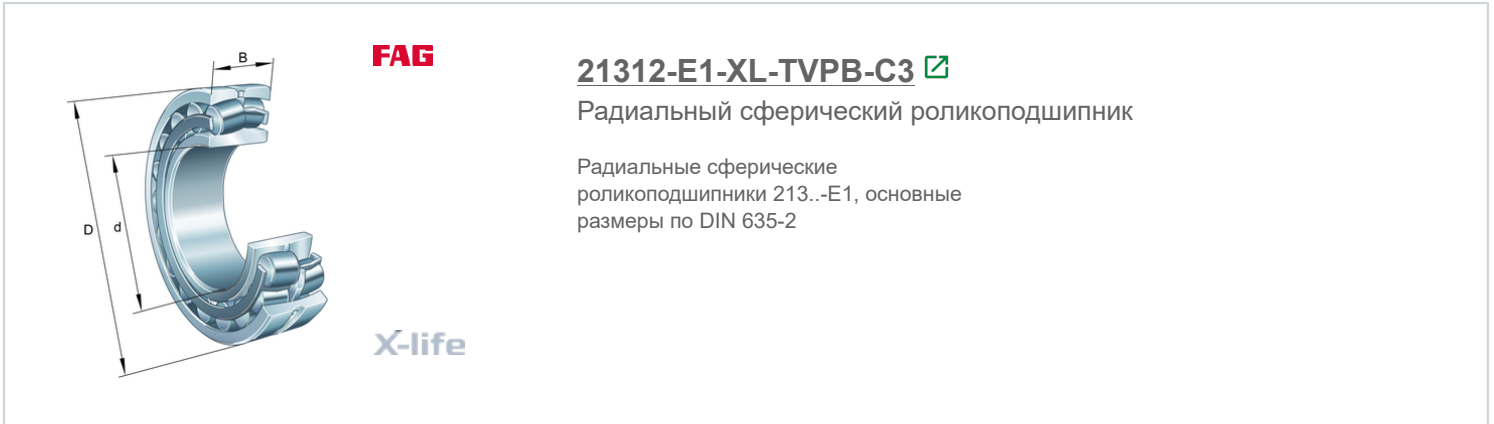 B
FAG
21312-E1-XL-TVPB-C3
Радиальный сферический роликоподшипник
Радиальные сферические
роликоподшипники 213..-E1, основные
размеры по DIN 635-2
D
d
X-life